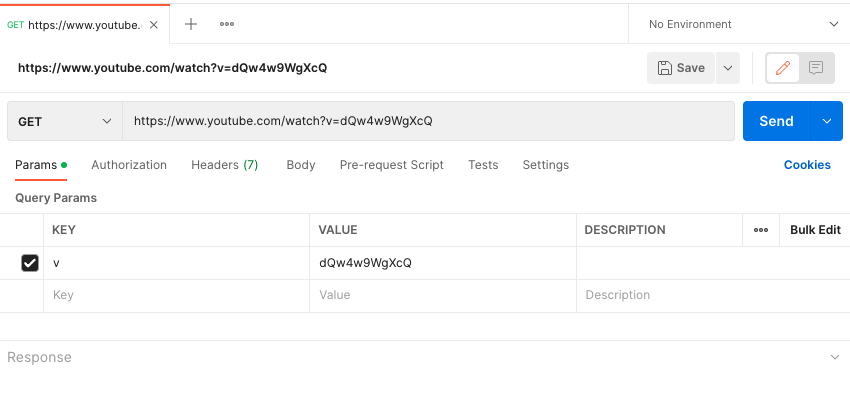 GET https://www.youtube. No Environment
https://www.youtube.com/watch?v=dQw4w9WgXcQ Save
GET https://www.youtube.com/watch?v=dQw4w9WgXcQ Send
Params Authorization Headers (7) Body Pre-request Script Tests Settings Cookies
Query Params
KEY VALUE DESCRIPTION Bulk Edit
v dQw4w9WgXcQ
Key Value Description
Response